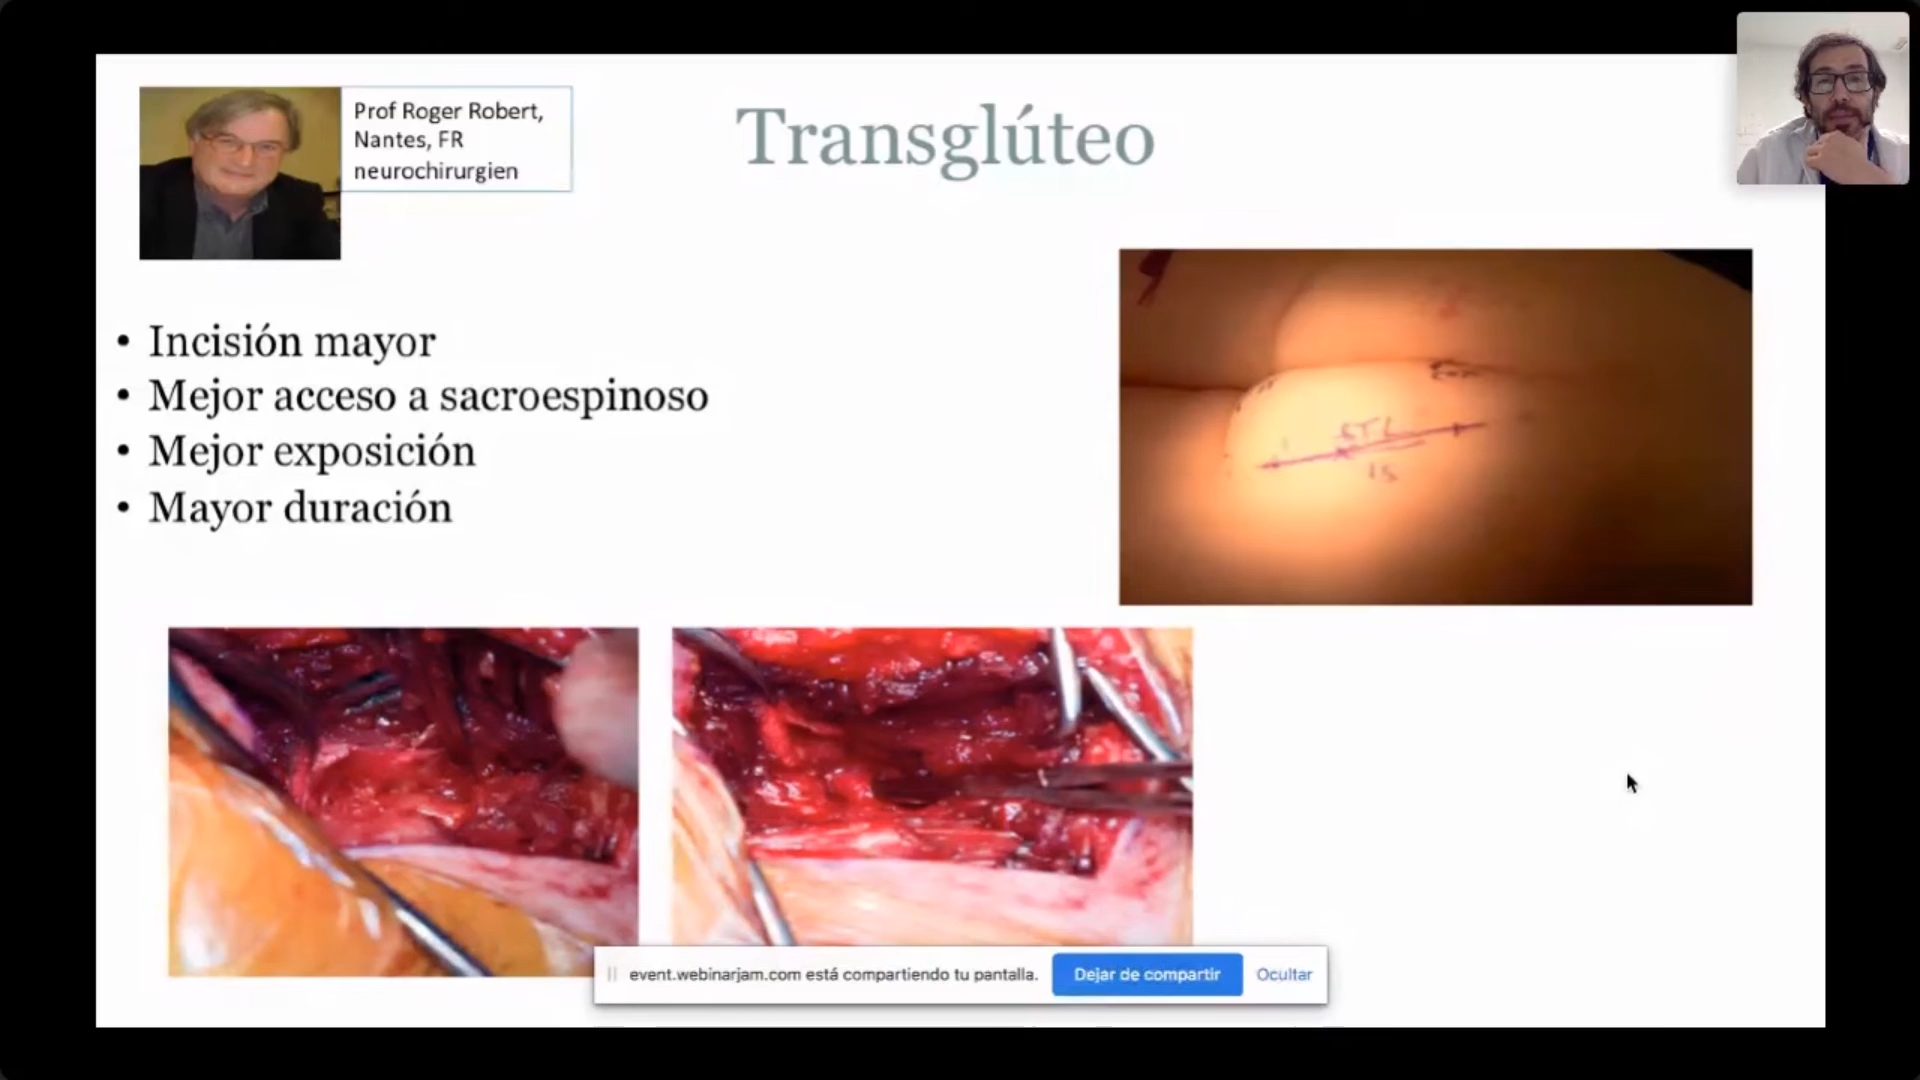 Prof Roger Robert,
Nantes, FR
neurochirurgien
Transglúteo
• Incisión mayor
• Mejor acceso a sacroespinoso
• Mejor exposición
• Mayor duración
event.webinarjam.com está compartiendo tu pantalla.
Dejar de compartir
Ocultar